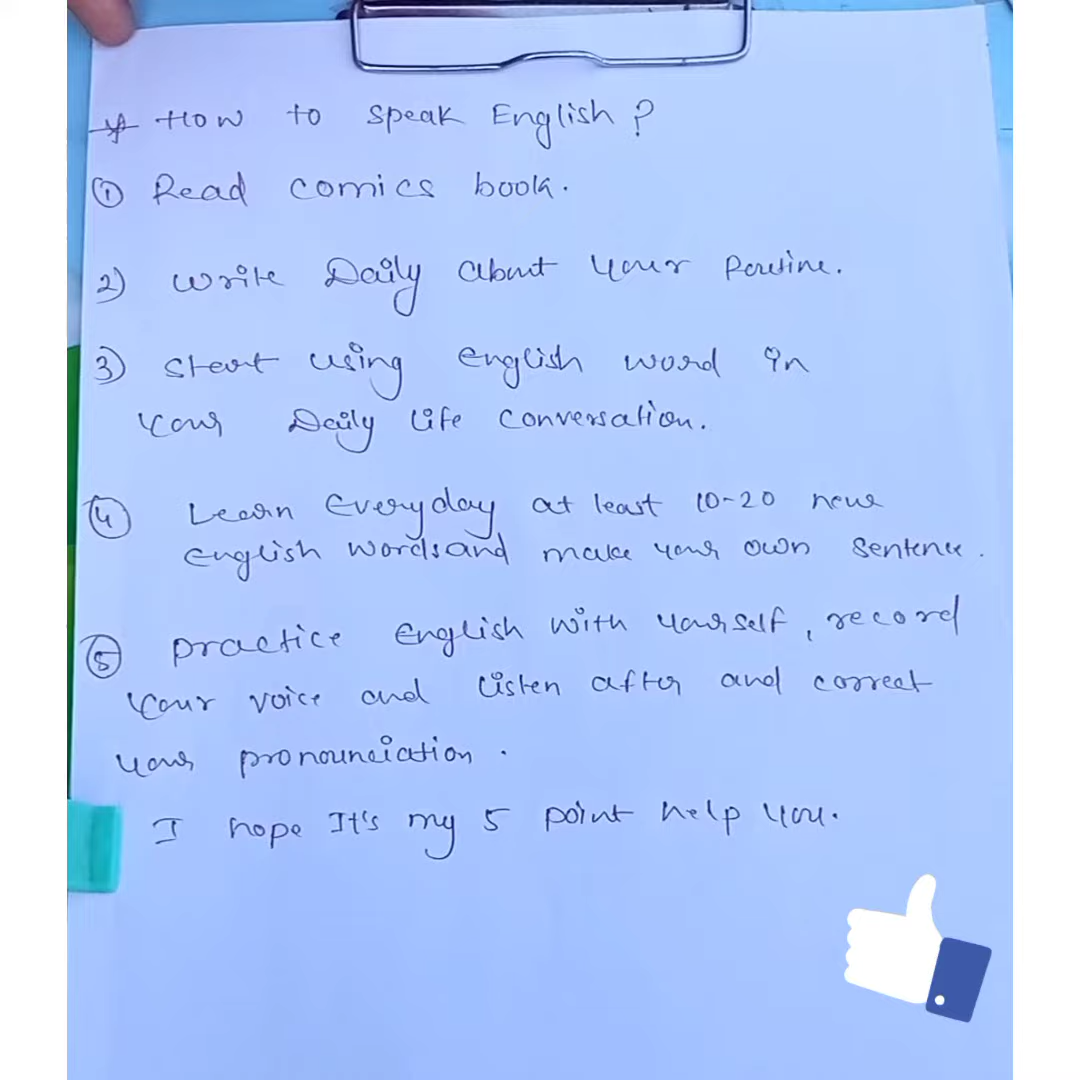 * How to speak English ?
① Read comics book.
2) write Daily about your Routine.
3) Start using english word in
your Daily life conversation.
④ Learn everyday at least 10-20 new
english words and make your own sentence.
⑤ practice english with yourself, record
your voice and listen after and correct
your pronounciation.
I hope It's my 5 point help you.